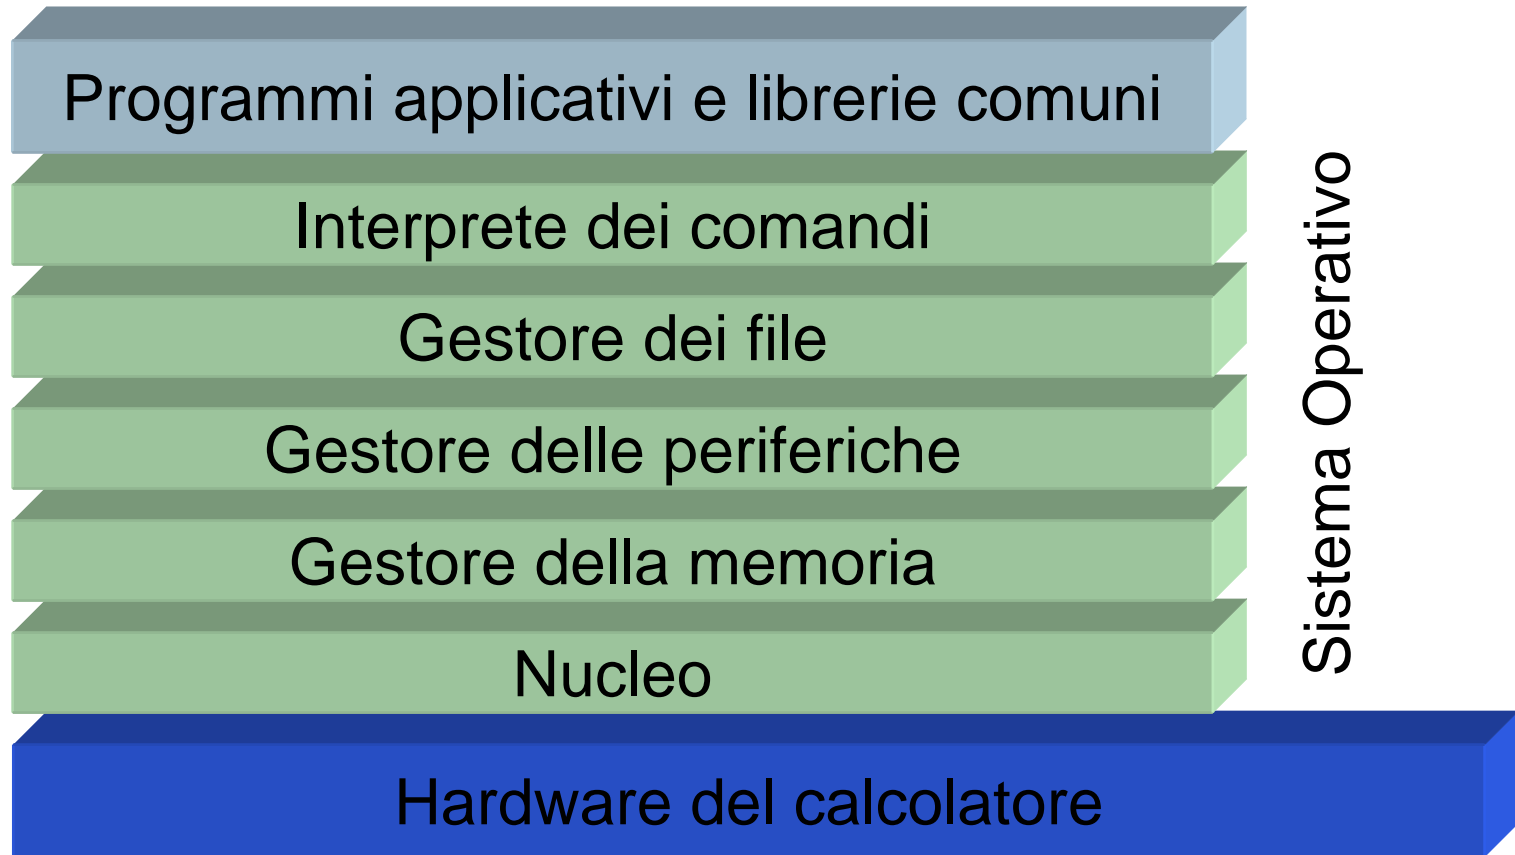 Programmi applicativi e librerie comuni
Interprete dei comandi
Gestore dei file
Gestore delle periferiche
Gestore della memoria
Nucleo
Hardware del calcolatore
Sistema Operativo